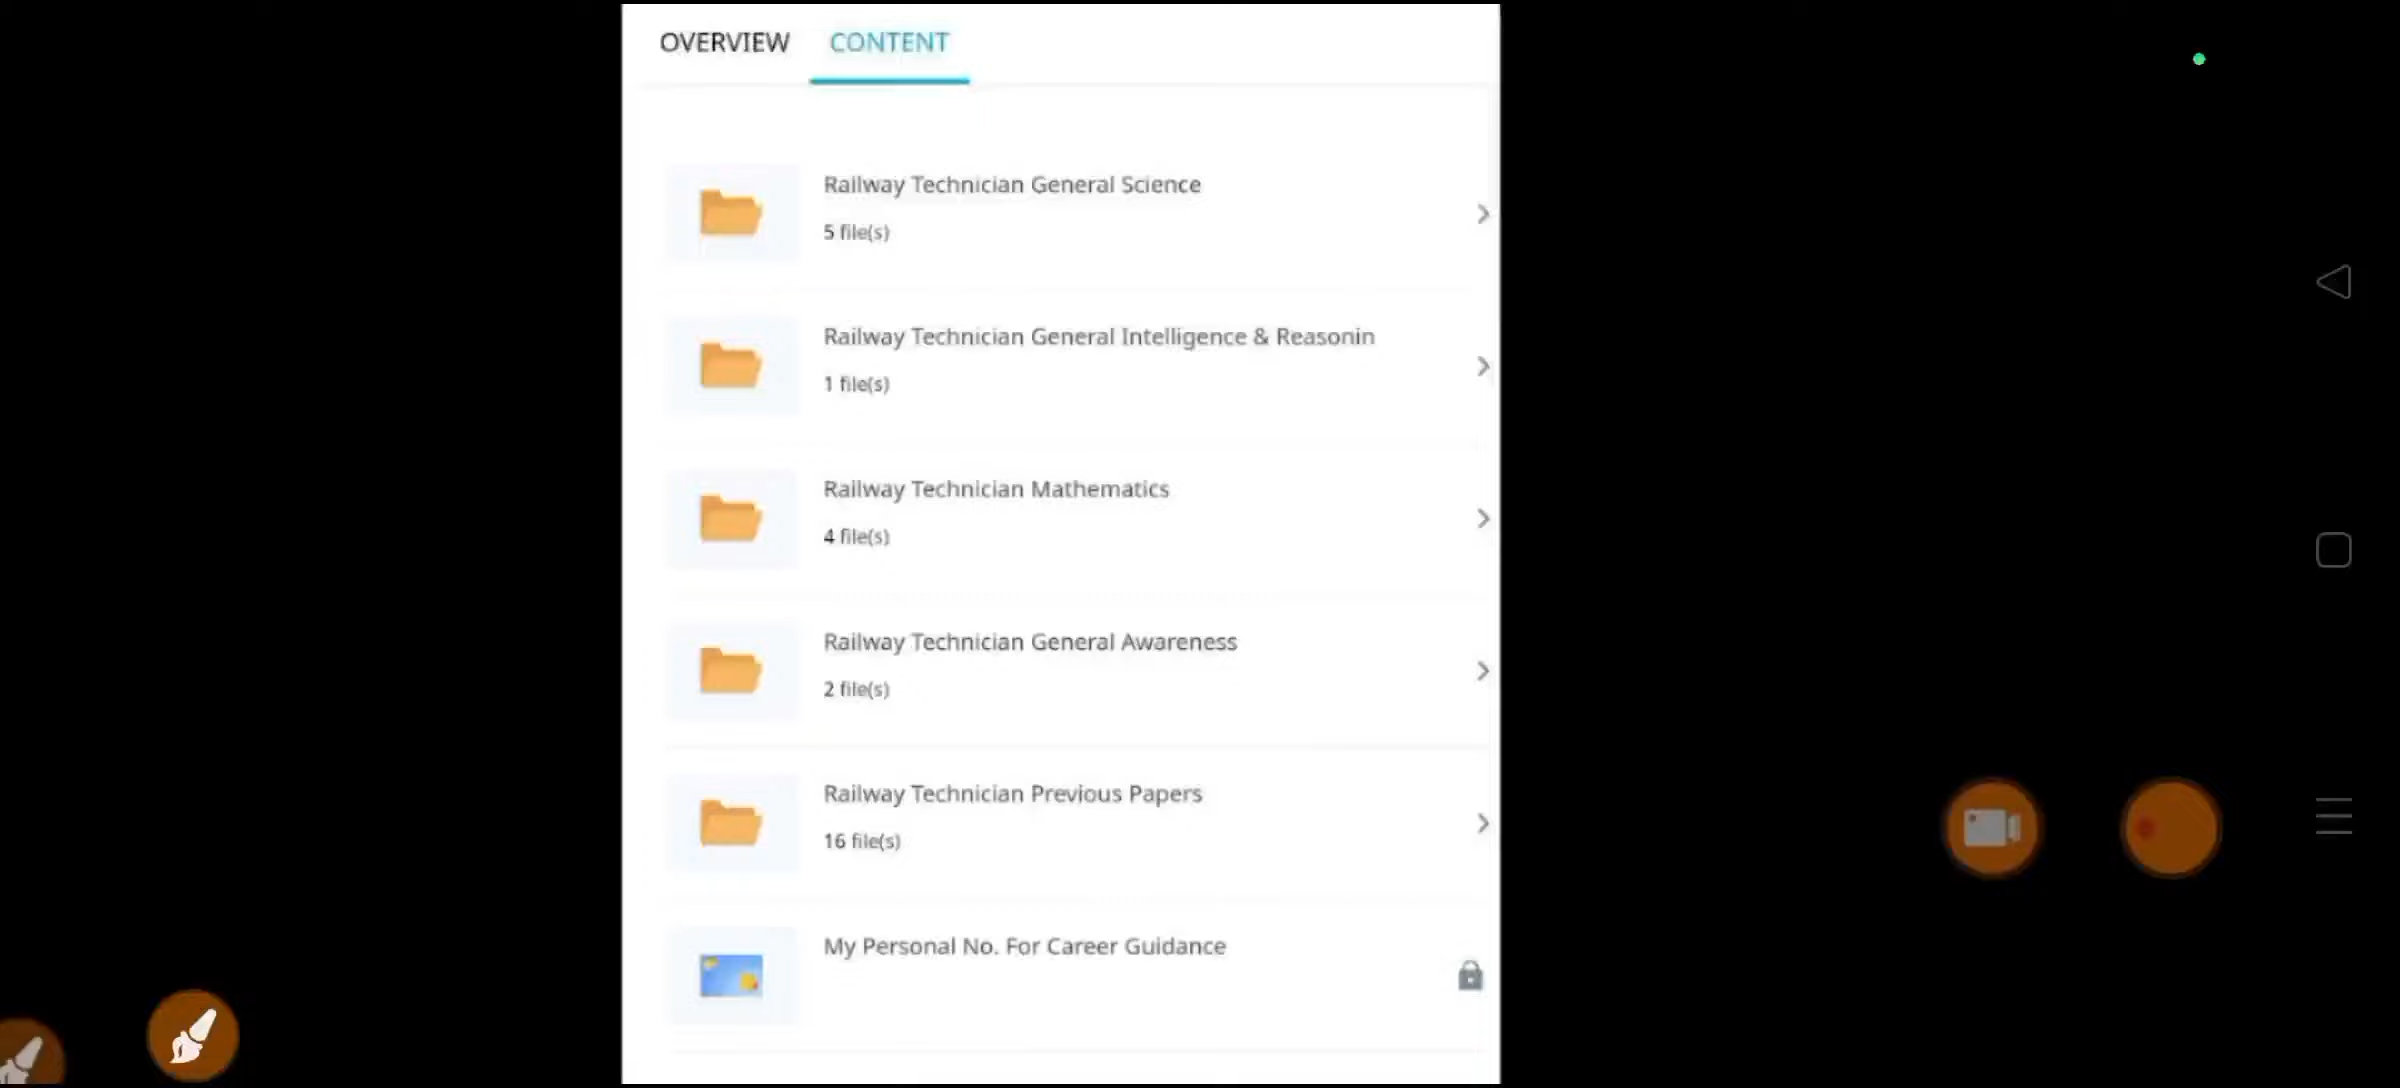 OVERVIEW CONTENT
Railway Technician General Science
5 file(s)
Railway Technician General Intelligence & Reasonin
1 file(s)
Railway Technician Mathematics
4 file(s)
Railway Technician General Awareness
2 file(s)
Railway Technician Previous Papers
16 file(s)
My Personal No. For Career Guidance